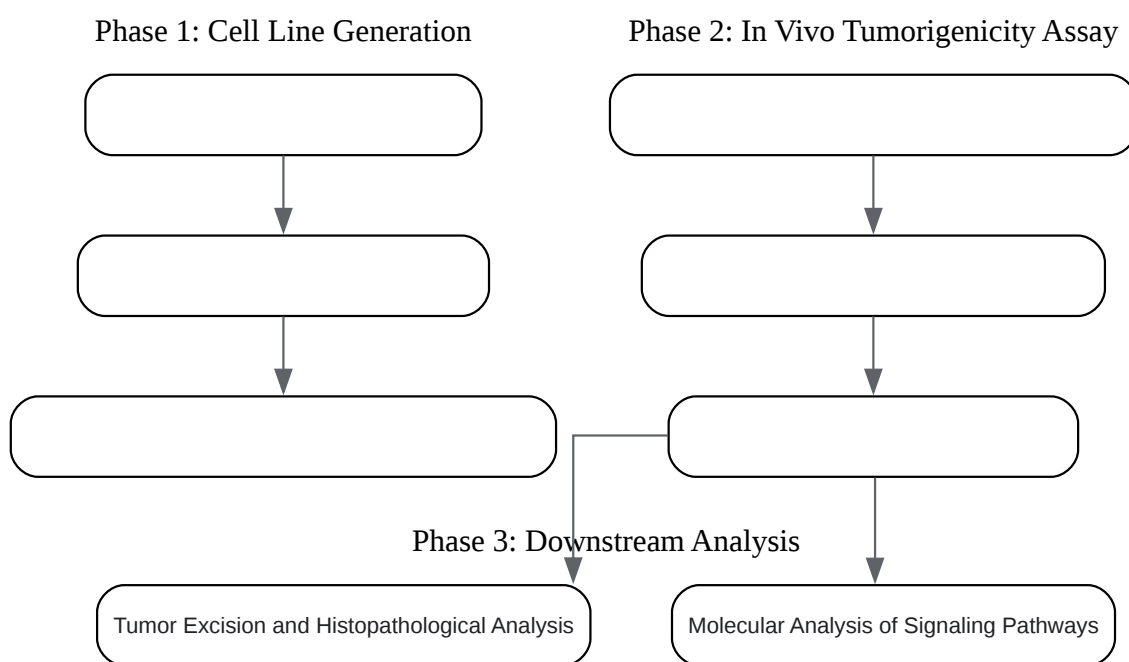 Phase 1: Cell Line Generation
Phase 2: In Vivo Tumorigenicity Assay
Phase 3: Downstream Analysis
Tumor Excision and Histopathological Analysis
Molecular Analysis of Signaling Pathways